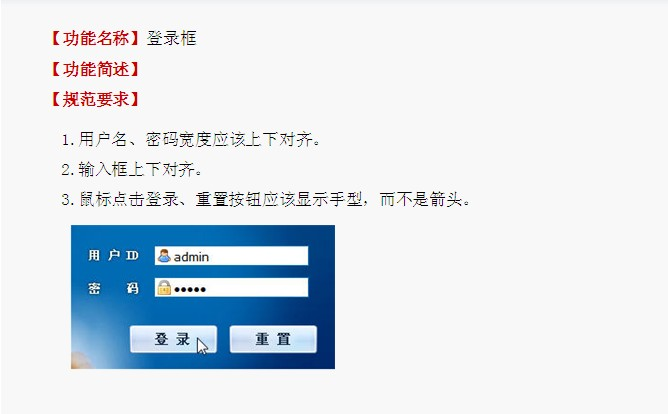 【功能名称】登录框
【功能简述】
【规范要求】
1.用户名、密码宽度应该上下对齐。
2.输入框上下对齐。
3.鼠标点击登录、重置按钮应该显示手型，而不是箭头。
用 户 ID admin
密 码 •••••
登 录 重 置